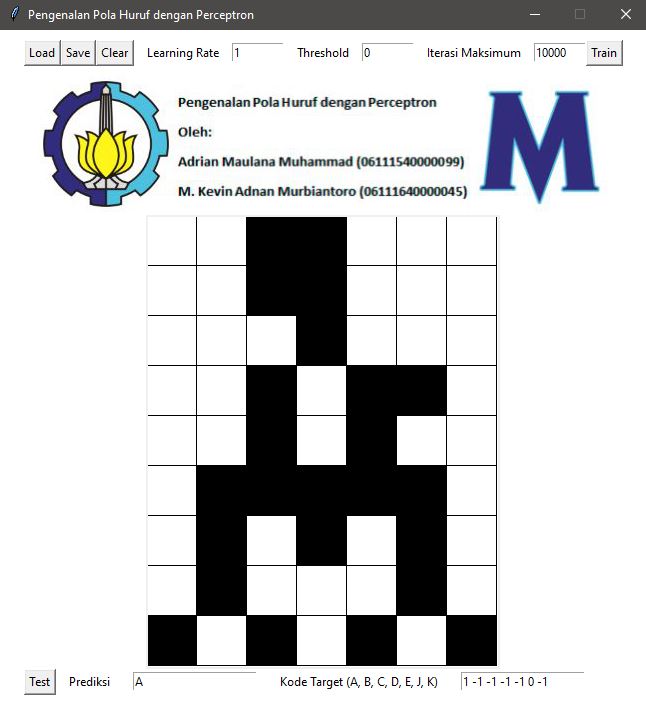 Pengenalan Pola Huruf dengan Perceptron
Load Save Clear Learning Rate 1 Threshold 0 Iterasi Maksimum 10000 Train
Pengenalan Pola Huruf dengan Perceptron
Oleh:
Adrian Maulana Muhammad (06111540000099)
M. Kevin Adnan Murbiantoro (06111640000045)
M
Test Prediksi A Kode Target (A, B, C, D, E, J, K) 1 -1 -1 -1 -1 0 -1